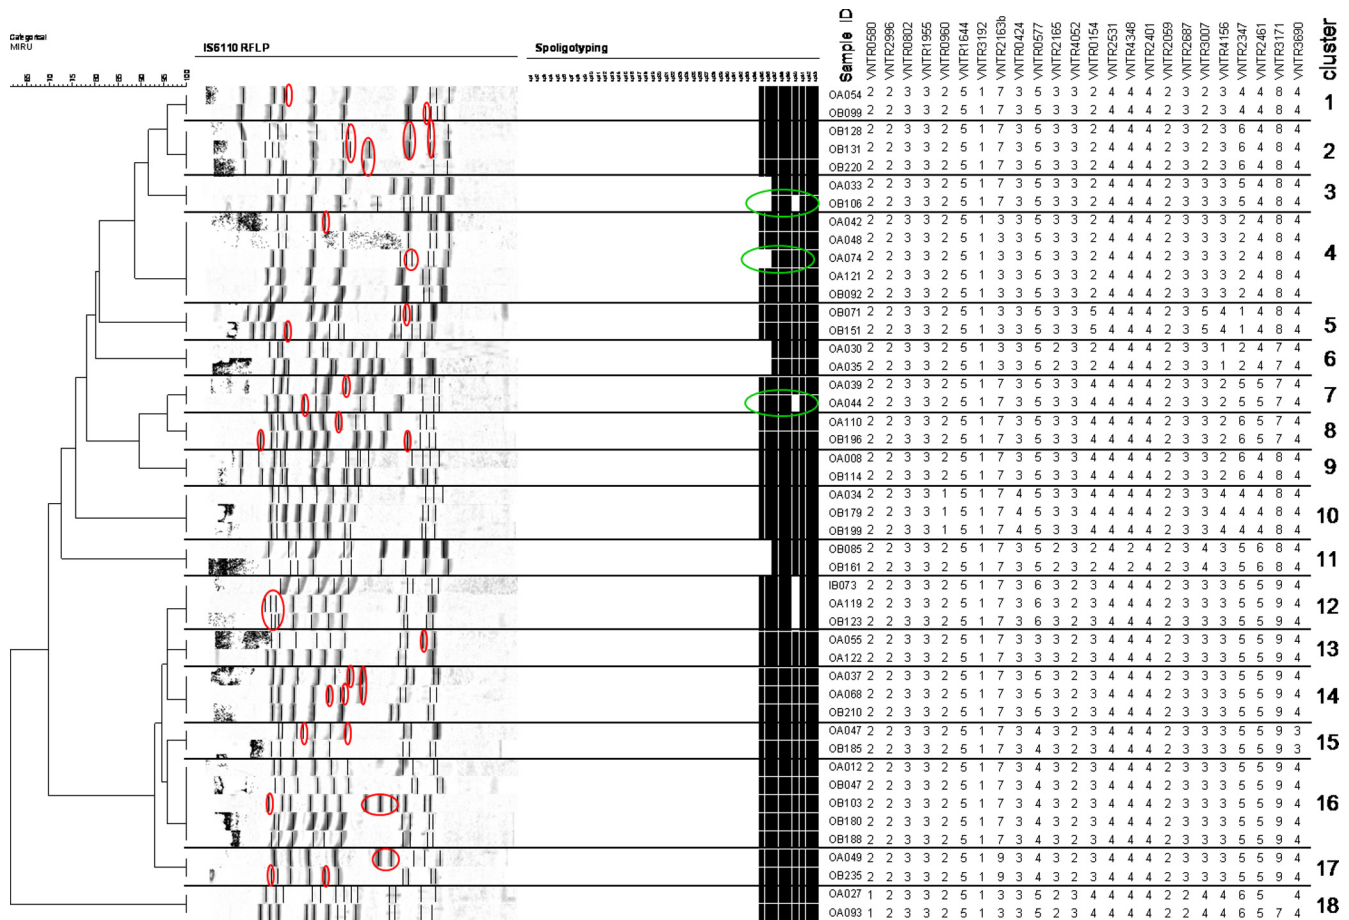 Categorical
MIRU
IS6110 RFLP
Spoligotyping
Sample ID VNTR0580 VNTR2996 VNTR0802 VNTR1955 VNTR0960 VNTR1644 VNTR3192 VNTR2163b VNTR0424 VNTR0577 VNTR2165 VNTR4052 VNTR0154 VNTR2531 VNTR4348 VNTR2401 VNTR2059 VNTR2687 VNTR3007 VNTR4156 VNTR2347 VNTR2461 VNTR3171 VNTR3690 cluster
65 70 75 80 85 90 95 100
OA054 2 2 3 3 2 5 1 7 3 5 3 3 2 4 4 4 2 3 2 3 4 4 8 4
1
OB099 2 2 3 3 2 5 1 7 3 5 3 3 2 4 4 4 2 3 2 3 4 4 8 4
OB128 2 2 3 3 2 5 1 7 3 5 3 3 2 4 4 4 2 3 2 3 6 4 8 4
OB131 2 2 3 3 2 5 1 7 3 5 3 3 2 4 4 4 2 3 2 3 6 4 8 4
2
OB220 2 2 3 3 2 5 1 7 3 5 3 3 2 4 4 4 2 3 2 3 6 4 8 4
OA033 2 2 3 3 2 5 1 7 3 5 3 3 2 4 4 4 2 3 3 3 5 4 8 4
3
OB106 2 2 3 3 2 5 1 7 3 5 3 3 2 4 4 4 2 3 3 3 5 4 8 4
OA042 2 2 3 3 2 5 1 3 3 5 3 3 2 4 4 4 2 3 3 3 2 4 8 4
OA048 2 2 3 3 2 5 1 3 3 5 3 3 2 4 4 4 2 3 3 3 2 4 8 4
OA074 2 2 3 3 2 5 1 3 3 5 3 3 2 4 4 4 2 3 3 3 2 4 8 4
4
OA121 2 2 3 3 2 5 1 3 3 5 3 3 2 4 4 4 2 3 3 3 2 4 8 4
OB092 2 2 3 3 2 5 1 3 3 5 3 3 2 4 4 4 2 3 3 3 2 4 8 4
OB071 2 2 3 3 2 5 1 3 3 5 3 3 5 4 4 4 2 3 5 4 1 4 8 4
5
OB151 2 2 3 3 2 5 1 3 3 5 3 3 5 4 4 4 2 3 5 4 1 4 8 4
OA030 2 2 3 3 2 5 1 3 3 5 2 3 2 4 4 4 2 3 3 1 2 4 7 4
6
OA035 2 2 3 3 2 5 1 3 3 5 2 3 2 4 4 4 2 3 3 1 2 4 7 4
OA039 2 2 3 3 2 5 1 7 3 5 3 3 4 4 4 4 2 3 3 2 5 5 7 4
7
OA044 2 2 3 3 2 5 1 7 3 5 3 3 4 4 4 4 2 3 3 2 5 5 7 4
OA110 2 2 3 3 2 5 1 7 3 5 3 3 4 4 4 4 2 3 3 2 6 5 7 4
8
OB196 2 2 3 3 2 5 1 7 3 5 3 3 4 4 4 4 2 3 3 2 6 5 7 4
OA008 2 2 3 3 2 5 1 7 3 5 3 3 4 4 4 4 2 3 3 2 6 4 8 4
9
OB114 2 2 3 3 2 5 1 7 3 5 3 3 4 4 4 4 2 3 3 2 6 4 8 4
OA034 2 2 3 3 1 5 1 7 4 5 3 3 4 4 4 4 2 3 3 4 4 4 8 4
OB179 2 2 3 3 1 5 1 7 4 5 3 3 4 4 4 4 2 3 3 4 4 4 8 4
10
OB199 2 2 3 3 1 5 1 7 4 5 3 3 4 4 4 4 2 3 3 4 4 4 8 4
OB085 2 2 3 3 2 5 1 7 3 5 2 3 2 4 2 4 2 3 4 3 5 6 8 4
11
OB161 2 2 3 3 2 5 1 7 3 5 2 3 2 4 2 4 2 3 4 3 5 6 8 4
IB073 2 2 3 3 2 5 1 7 3 6 3 2 3 4 4 4 2 3 3 3 5 5 9 4
OA119 2 2 3 3 2 5 1 7 3 6 3 2 3 4 4 4 2 3 3 3 5 5 9 4
12
OB123 2 2 3 3 2 5 1 7 3 6 3 2 3 4 4 4 2 3 3 3 5 5 9 4
OA055 2 2 3 3 2 5 1 7 3 3 3 2 3 4 4 4 2 3 3 3 5 5 9 4
13
OA122 2 2 3 3 2 5 1 7 3 3 3 2 3 4 4 4 2 3 3 3 5 5 9 4
OA037 2 2 3 3 2 5 1 7 3 5 3 2 3 4 4 4 2 3 3 3 5 5 9 4
OA068 2 2 3 3 2 5 1 7 3 5 3 2 3 4 4 4 2 3 3 3 5 5 9 4
14
OB210 2 2 3 3 2 5 1 7 3 5 3 2 3 4 4 4 2 3 3 3 5 5 9 4
OA047 2 2 3 3 2 5 1 7 3 4 3 2 3 4 4 4 2 3 3 3 5 5 9 3
15
OB185 2 2 3 3 2 5 1 7 3 4 3 2 3 4 4 4 2 3 3 3 5 5 9 3
OA012 2 2 3 3 2 5 1 7 3 4 3 2 3 4 4 4 2 3 3 3 5 5 9 4
OB047 2 2 3 3 2 5 1 7 3 4 3 2 3 4 4 4 2 3 3 3 5 5 9 4
OB103 2 2 3 3 2 5 1 7 3 4 3 2 3 4 4 4 2 3 3 3 5 5 9 4
16
OB180 2 2 3 3 2 5 1 7 3 4 3 2 3 4 4 4 2 3 3 3 5 5 9 4
OB188 2 2 3 3 2 5 1 7 3 4 3 2 3 4 4 4 2 3 3 3 5 5 9 4
OA049 2 2 3 3 2 5 1 9 3 4 3 2 3 4 4 4 2 3 3 3 5 5 9 4
17
OB235 2 2 3 3 2 5 1 9 3 4 3 2 3 4 4 4 2 3 3 3 5 5 9 4
OA027 1 2 3 3 2 5 1 3 3 5 2 3 2 4 4 4 2 2 4 4 6 5 4
18
OA093 1 2 3 3 2 5 1 3 3 5 2 3 2 4 4 4 2 2 4 4 6 5 7 4